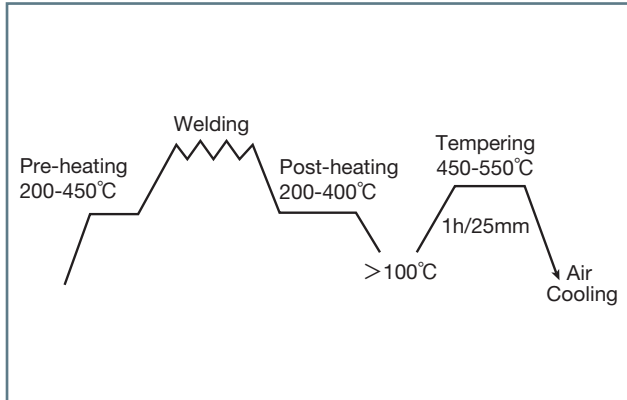 Welding
Pre-heating
200-450℃
Post-heating
200-400℃
Tempering
450-550℃
1h/25mm
＞100℃
Air
Cooling